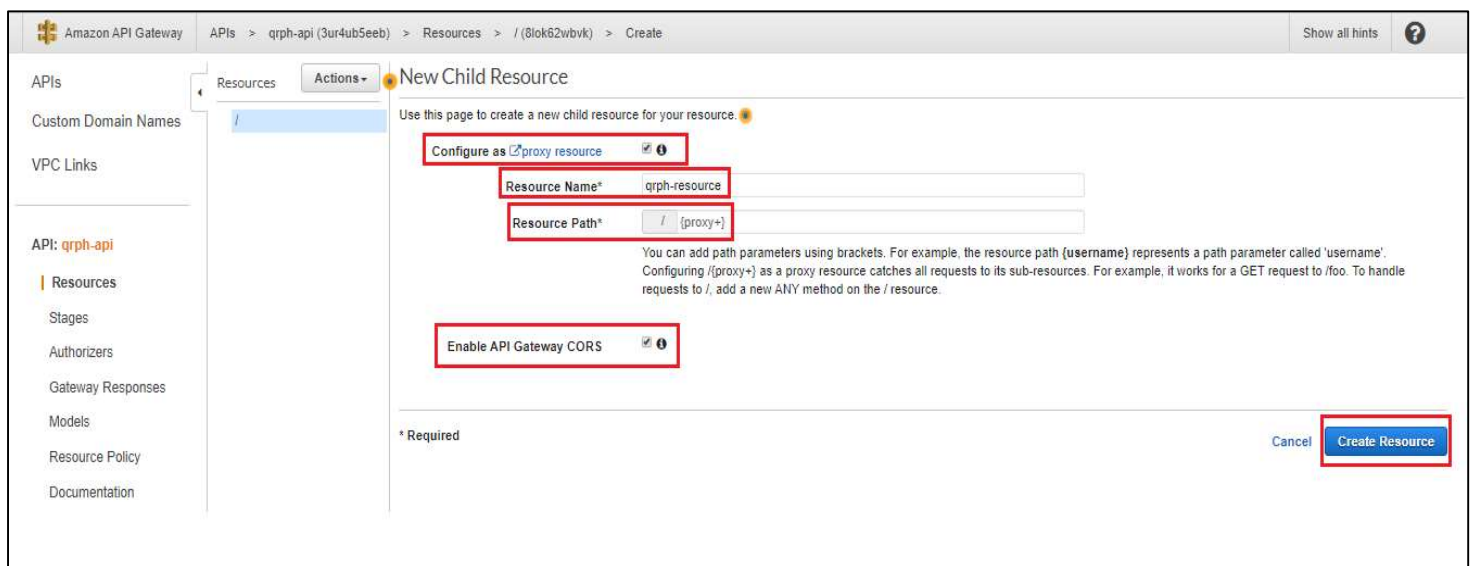 Amazon API Gateway APIs > qrph-api (3ur4ub5eeb) > Resources > / (8lok62wbvk) > Create Show all hints ?
APIs
Custom Domain Names
VPC Links
API: qrph-api
Resources
Stages
Authorizers
Gateway Responses
Models
Resource Policy
Documentation
Resources Actions
/
New Child Resource
Use this page to create a new child resource for your resource.
Configure as proxy resource
Resource Name* qrph-resource
Resource Path* / {proxy+}
You can add path parameters using brackets. For example, the resource path {username} represents a path parameter called 'username'.
Configuring /{proxy+} as a proxy resource catches all requests to its sub-resources. For example, it works for a GET request to /foo. To handle
requests to /, add a new ANY method on the / resource.
Enable API Gateway CORS
* Required
Cancel Create Resource